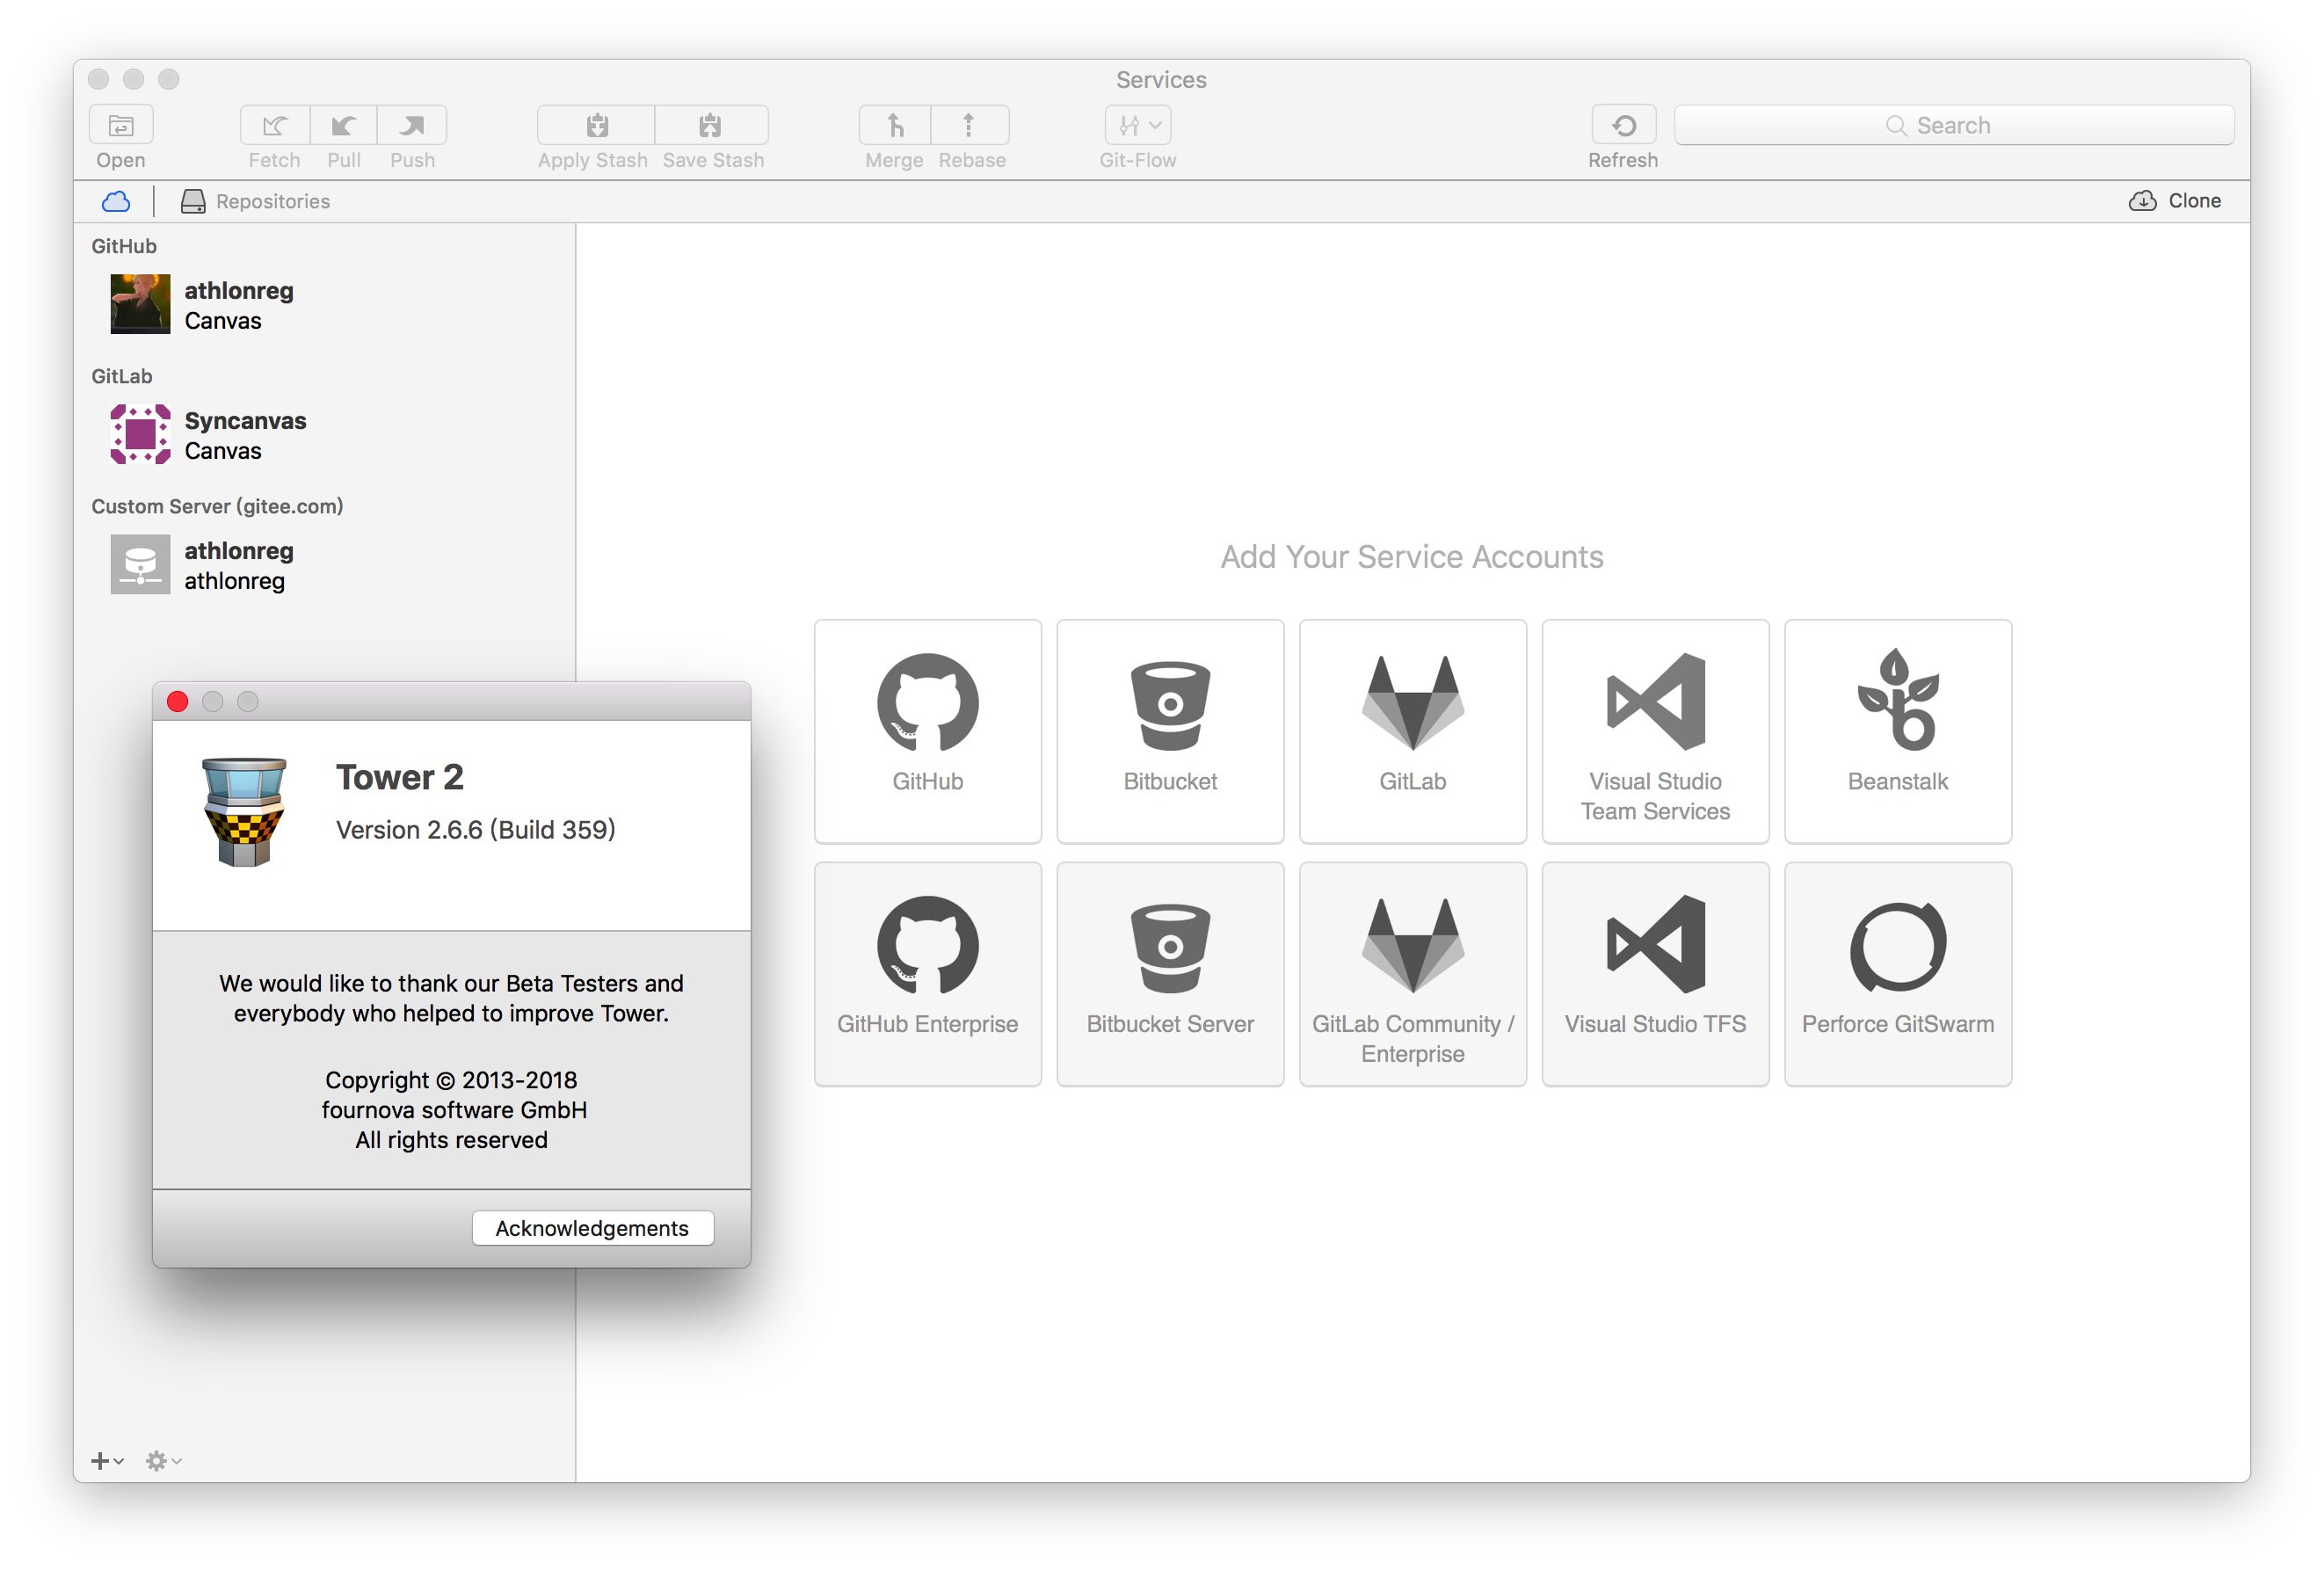 Services
Open
Fetch
Pull
Push
Apply Stash
Save Stash
Merge
Rebase
Git-Flow
Refresh
Search
Repositories
Clone
GitHub
athlonreg
Canvas
GitLab
Syncanvas
Canvas
Custom Server (gitee.com)
athlonreg
athlonreg
Add Your Service Accounts
GitHub
Bitbucket
GitLab
Visual Studio
Team Services
Beanstalk
GitHub Enterprise
Bitbucket Server
GitLab Community /
Enterprise
Visual Studio TFS
Perforce GitSwarm
Tower 2
Version 2.6.6 (Build 359)
We would like to thank our Beta Testers and
everybody who helped to improve Tower.
Copyright © 2013-2018
fournova software GmbH
All rights reserved
Acknowledgements